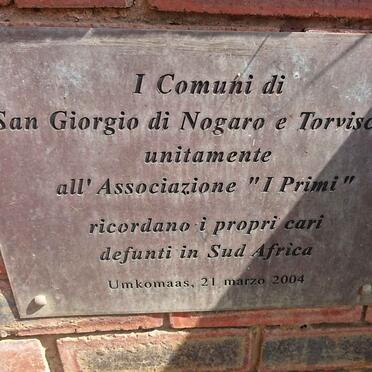 I Comuni di
San Giorgio di Nogaro e Torvisc
unitamente
all' Associazione "I Primi"
ricordano i propri cari
defunti in Sud Africa
Umkomaas, 21 marzo 2004